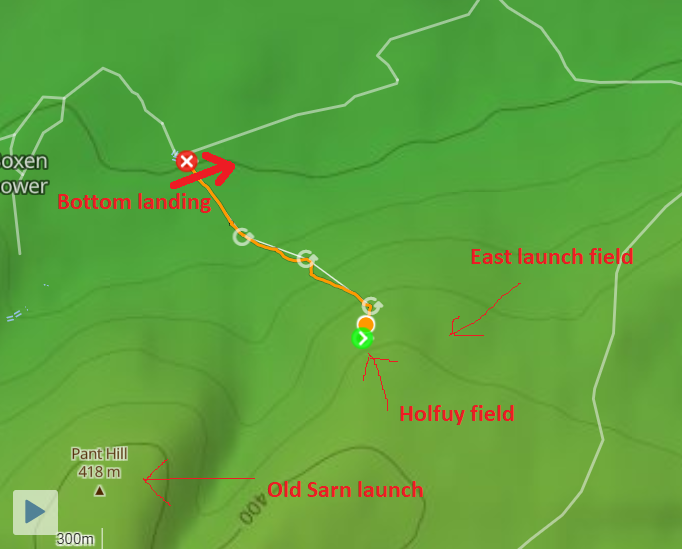 oxen
ower
Bottom landing
East launch field
Holfuy field
Pant Hill
418 m
Old Sarn launch
400
300m